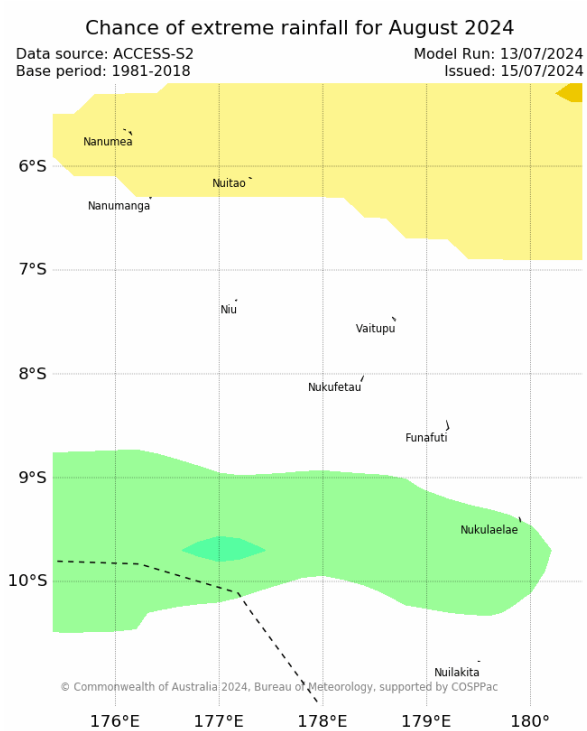 Chance of extreme rainfall for August 2024
Data source: ACCESS-S2
Model Run: 13/07/2024
Base period: 1981-2018
Issued: 15/07/2024
Nanumea
6°S
Nuitao
Nanumanga
7°S
Niu
Vaitupu
8°S
Nukufetau
Funafuti
9°S
Nukulaelae
10°S
Nuilakita
© Commonwealth of Australia 2024, Bureau of Meteorology, supported by COSPPac
176°E 177°E 178°E 179°E 180°